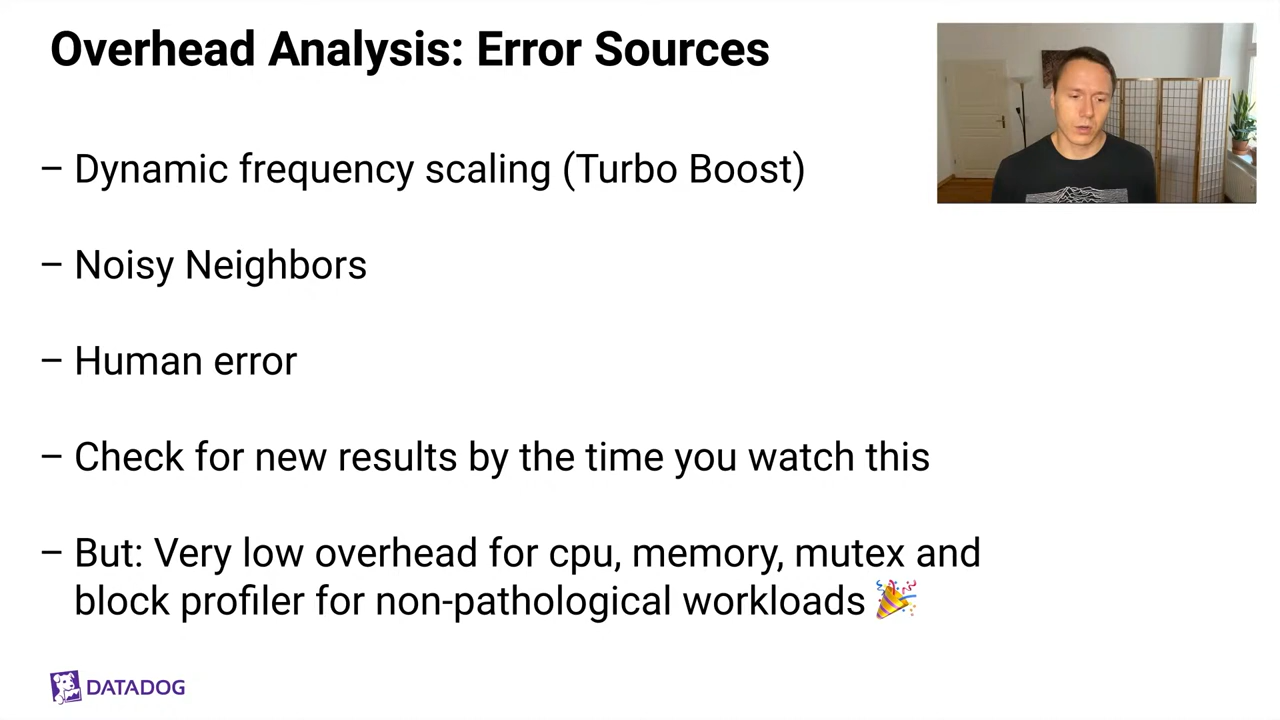 Overhead Analysis: Error Sources
– Dynamic frequency scaling (Turbo Boost)
– Noisy Neighbors
– Human error
– Check for new results by the time you watch this
– But: Very low overhead for cpu, memory, mutex and
block profiler for non-pathological workloads 🎉
DATADOG